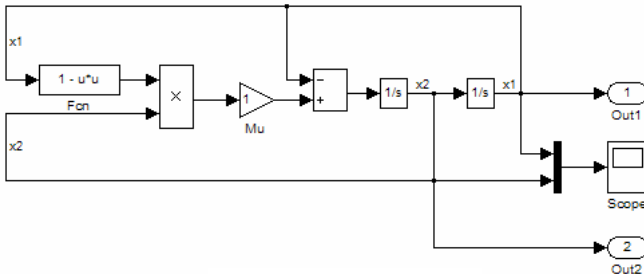 x1
1 - u*u
Fcn
x2
×
1
Mu
−
+
1/s
x2
1/s
x1
1
Out1
Scope
2
Out2